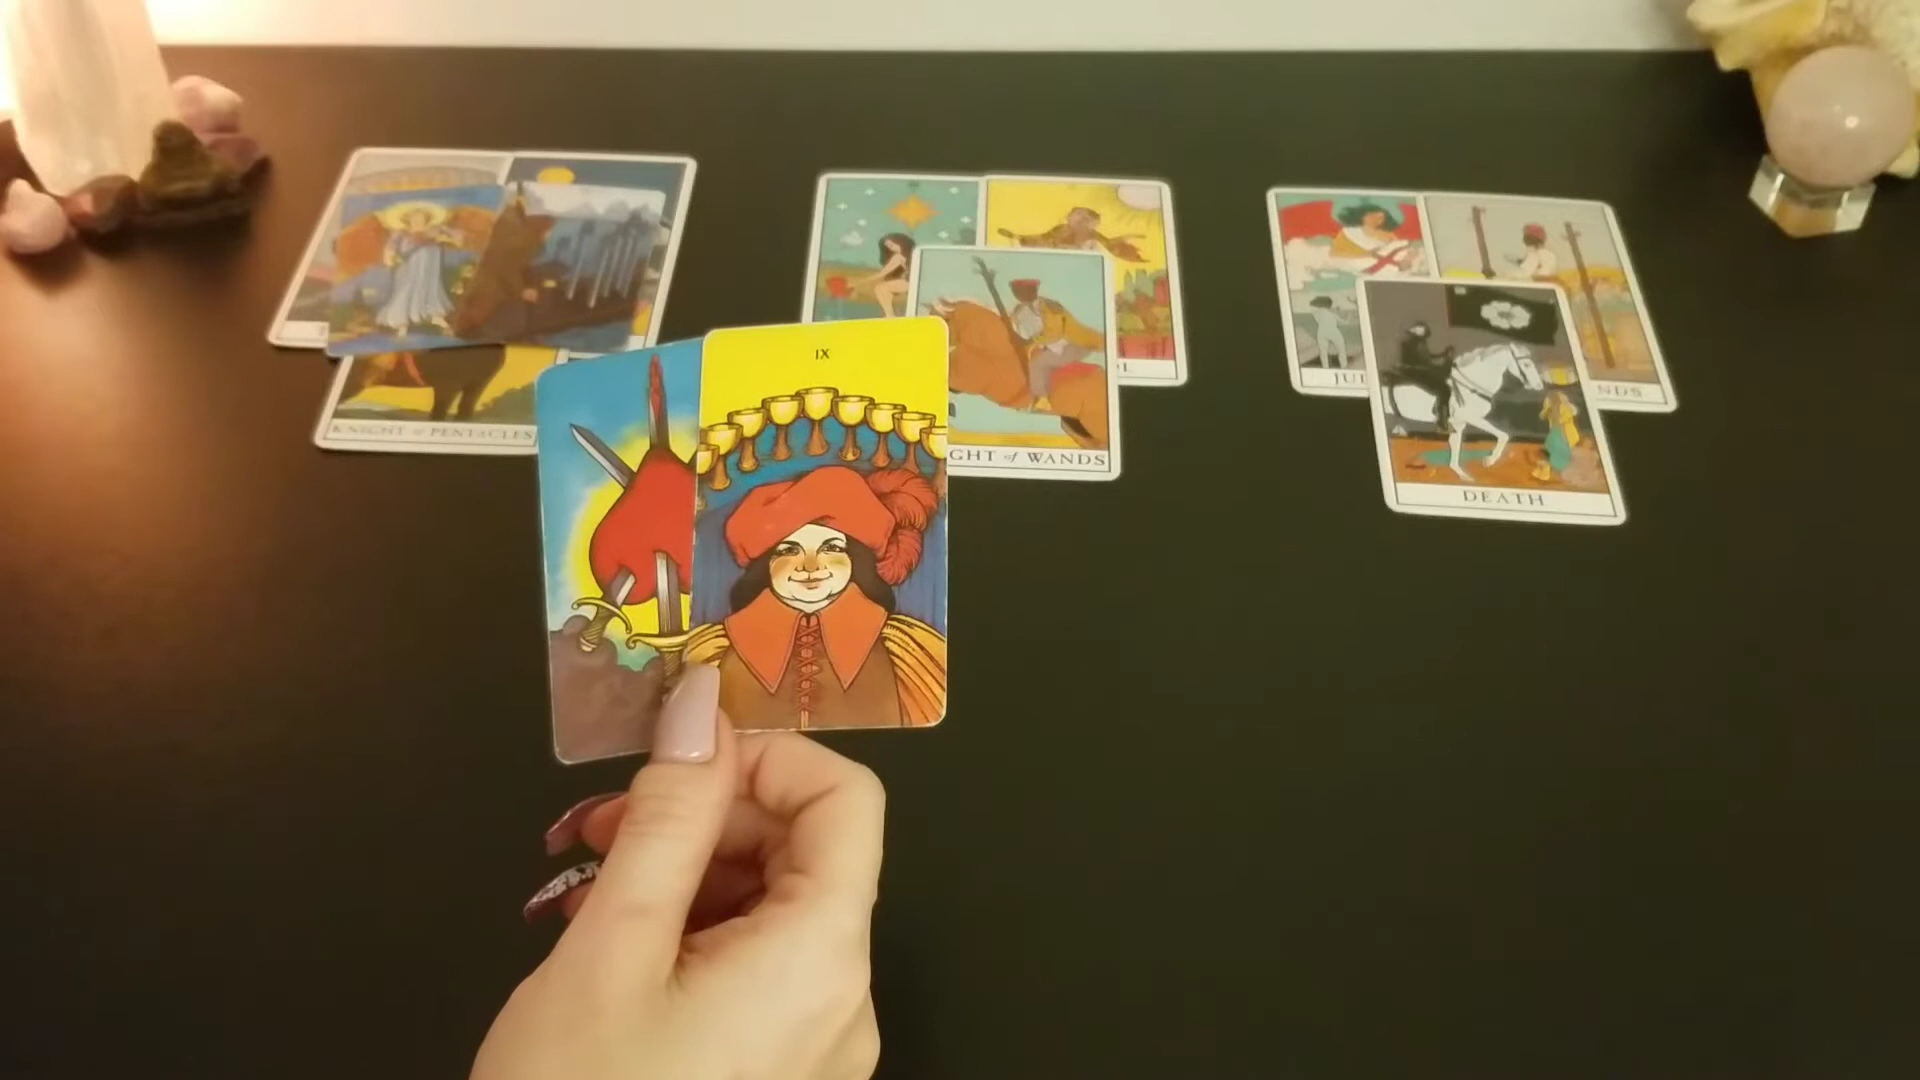 KNIGHT of PENTACLES
IX
GHT of WANDS
L
JU
NDS
DEATH